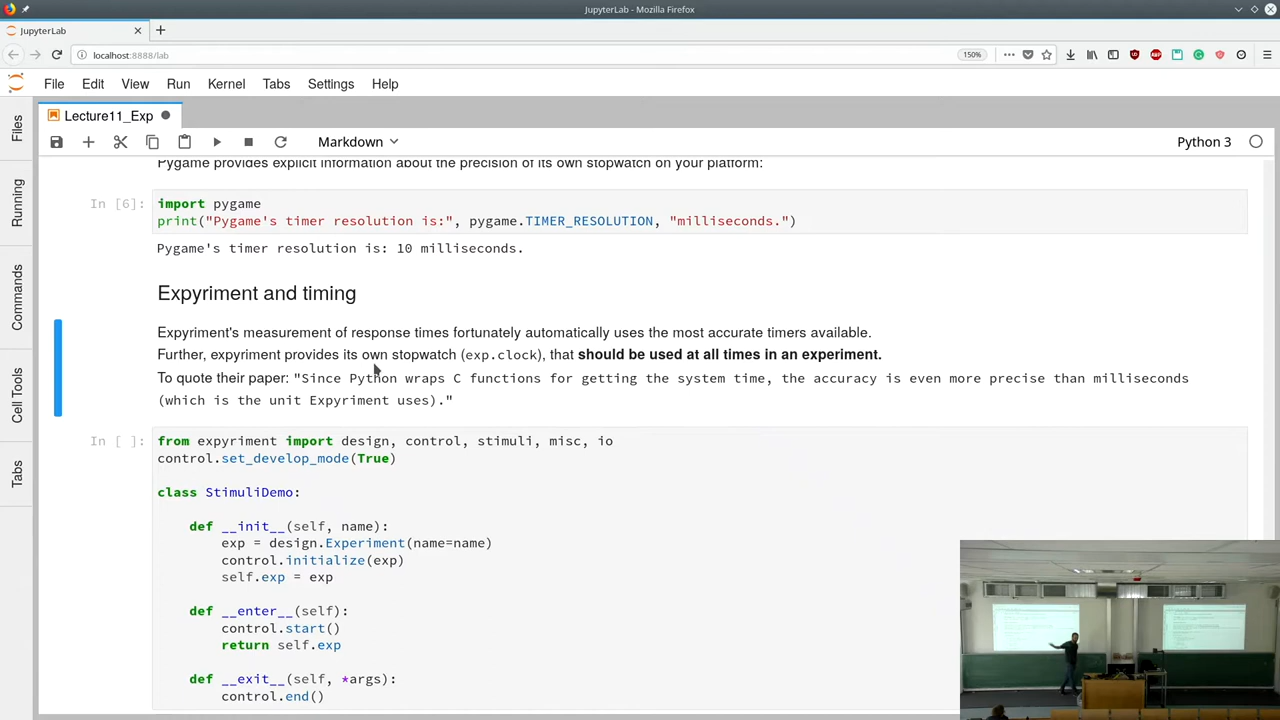 JupyterLab - Mozilla Firefox
JupyterLab
localhost:8888/lab
150%
File Edit View Run Kernel Tabs Settings Help
Lecture11_Exp
Markdown
Python 3
Files
Running
Commands
Cell Tools
Tabs
Pygame provides explicit information about the precision of its own stopwatch on your platform:
In [6]:
import pygame
print("Pygame's timer resolution is:", pygame.TIMER_RESOLUTION, "milliseconds.")
Pygame's timer resolution is: 10 milliseconds.
Expyriment and timing
Expyriment's measurement of response times fortunately automatically uses the most accurate timers available.
Further, expyriment provides its own stopwatch (exp.clock), that should be used at all times in an experiment.
To quote their paper: "Since Python wraps C functions for getting the system time, the accuracy is even more precise than milliseconds
(which is the unit Expyriment uses)."
In [ ]:
from expyriment import design, control, stimuli, misc, io
control.set_develop_mode(True)
class StimuliDemo:
def __init__(self, name):
exp = design.Experiment(name=name)
control.initialize(exp)
self.exp = exp
def __enter__(self):
control.start()
return self.exp
def __exit__(self, *args):
control.end()